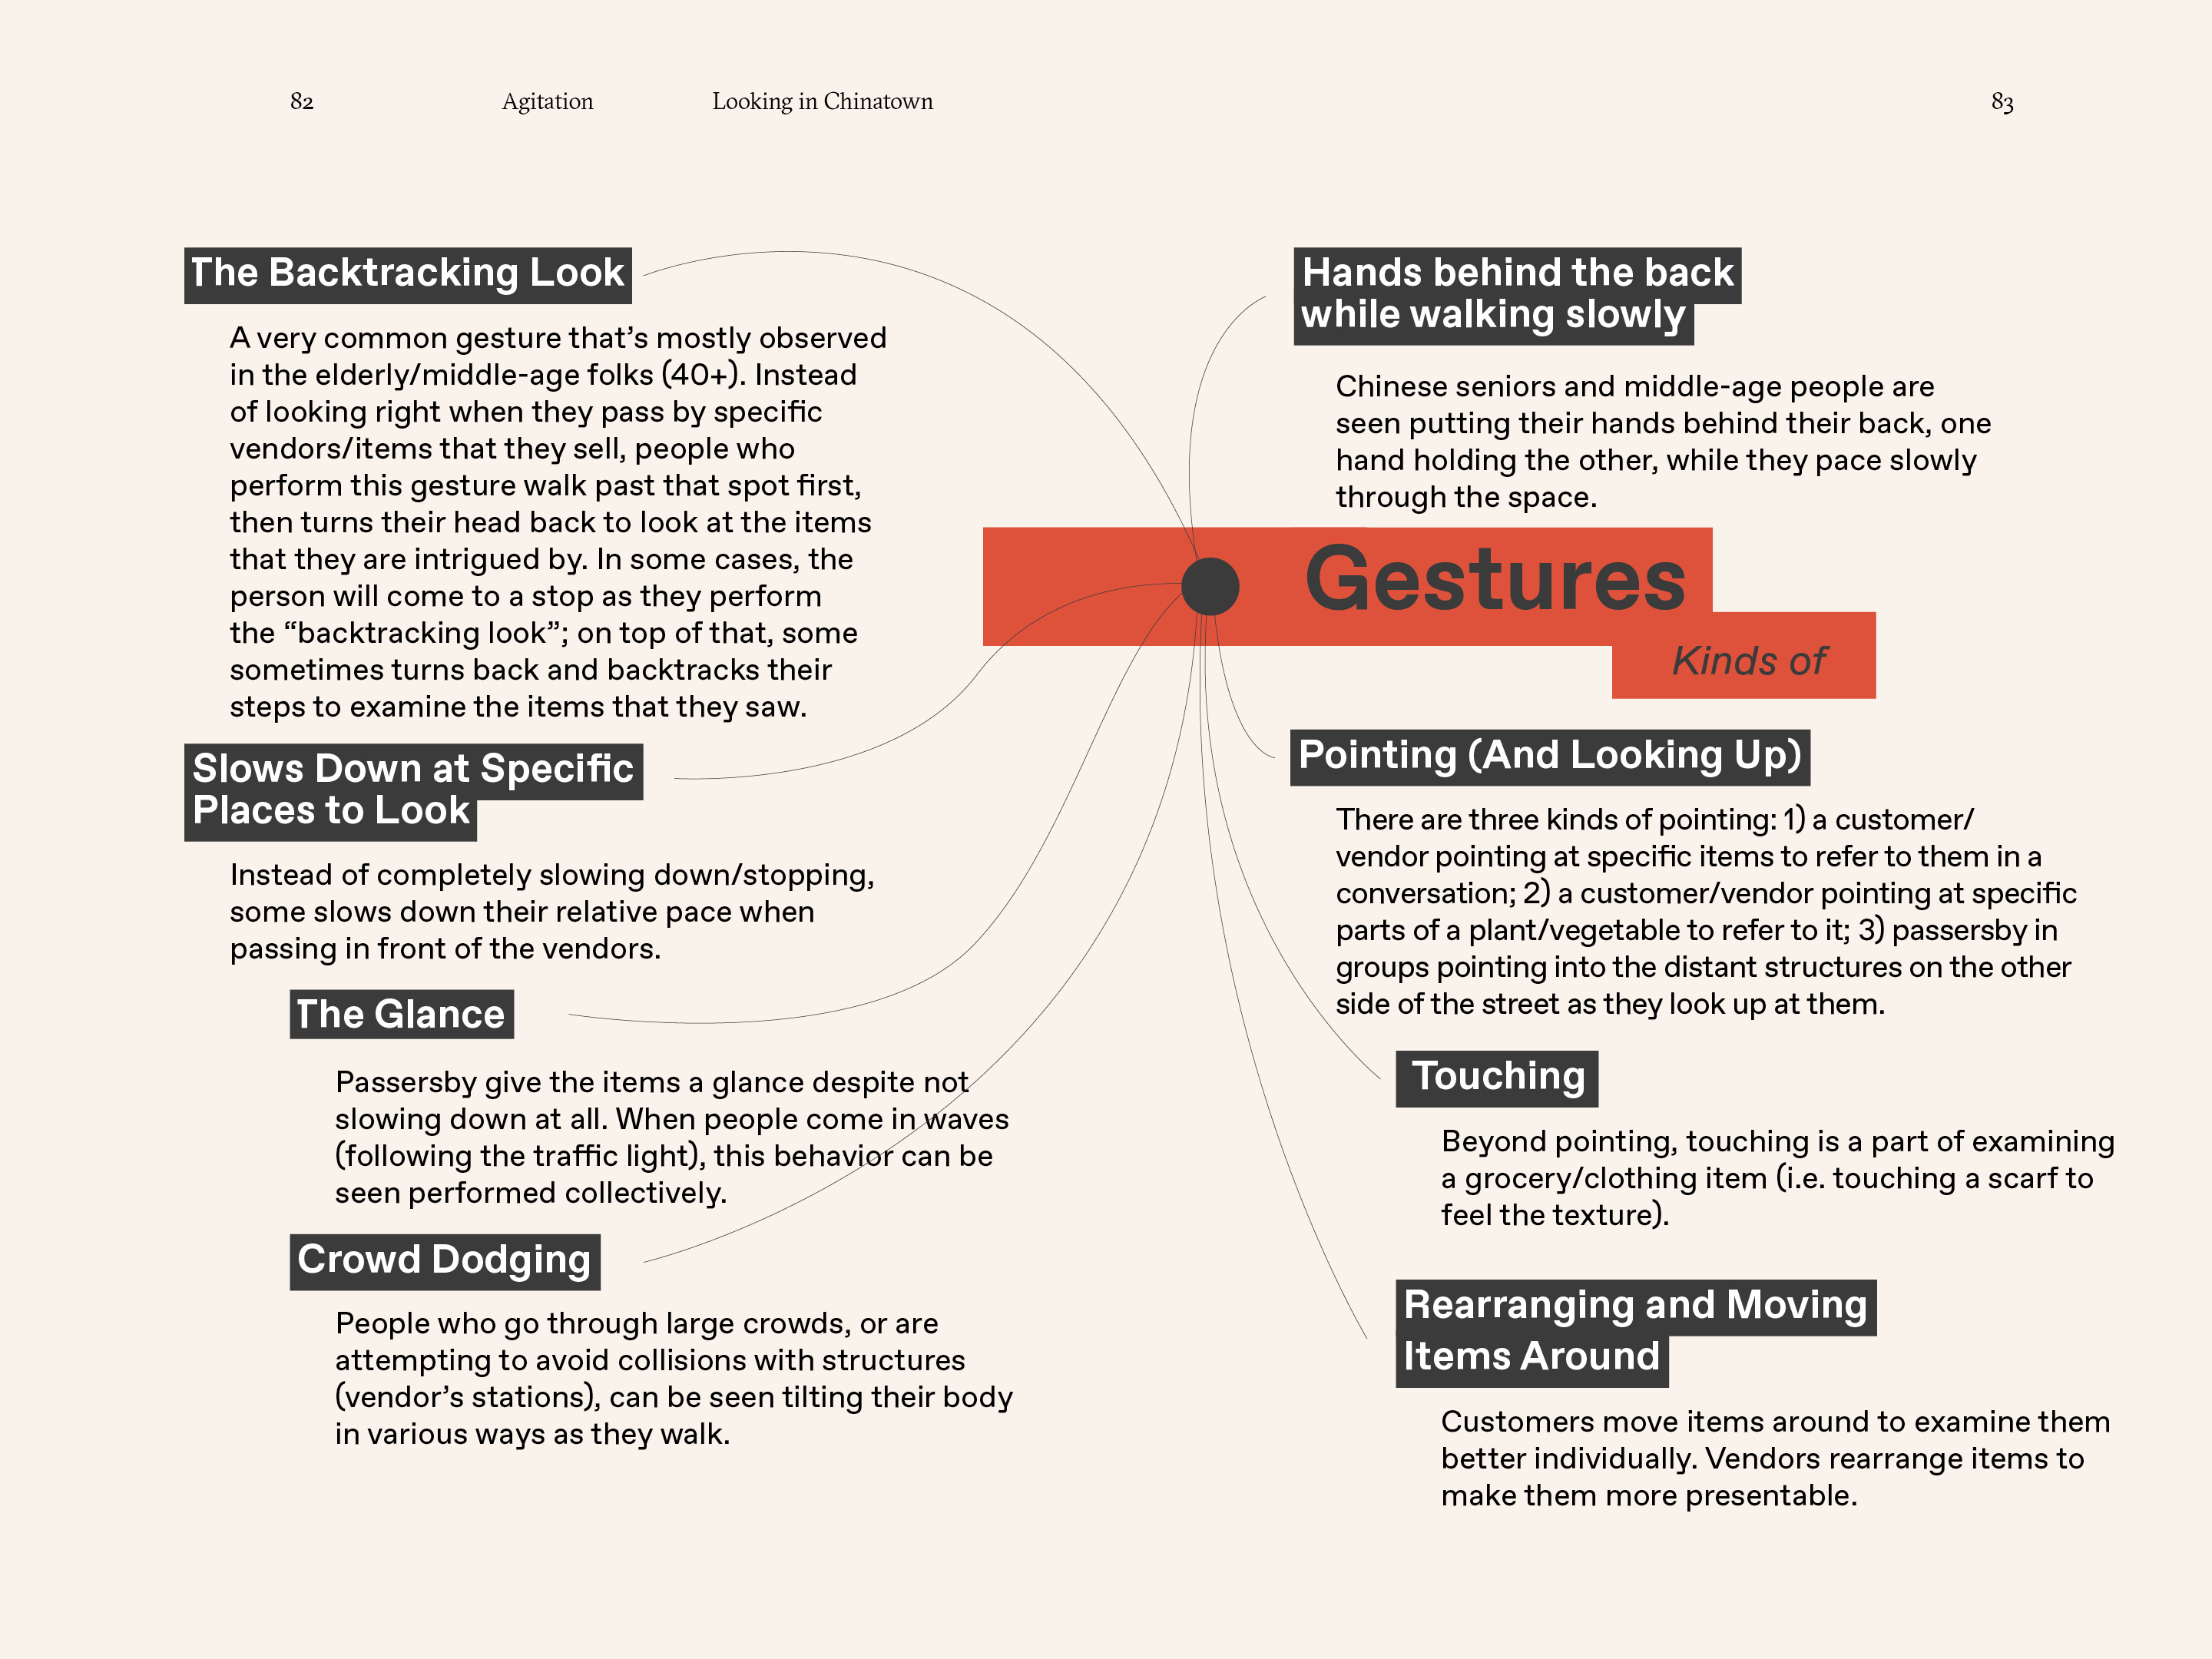 82 Agitation Looking in Chinatown 83
The Backtracking Look
A very common gesture that’s mostly observed
in the elderly/middle-age folks (40+). Instead
of looking right when they pass by specific
vendors/items that they sell, people who
perform this gesture walk past that spot first,
then turns their head back to look at the items
that they are intrigued by. In some cases, the
person will come to a stop as they perform
the “backtracking look”; on top of that, some
sometimes turns back and backtracks their
steps to examine the items that they saw.
Slows Down at Specific
Places to Look
Instead of completely slowing down/stopping,
some slows down their relative pace when
passing in front of the vendors.
The Glance
Passersby give the items a glance despite not
slowing down at all. When people come in waves
(following the traffic light), this behavior can be
seen performed collectively.
Crowd Dodging
People who go through large crowds, or are
attempting to avoid collisions with structures
(vendor’s stations), can be seen tilting their body
in various ways as they walk.
Hands behind the back
while walking slowly
Chinese seniors and middle-age people are
seen putting their hands behind their back, one
hand holding the other, while they pace slowly
through the space.
Gestures
Kinds of
Pointing (And Looking Up)
There are three kinds of pointing: 1) a customer/
vendor pointing at specific items to refer to them in a
conversation; 2) a customer/vendor pointing at specific
parts of a plant/vegetable to refer to it; 3) passersby in
groups pointing into the distant structures on the other
side of the street as they look up at them.
Touching
Beyond pointing, touching is a part of examining
a grocery/clothing item (i.e. touching a scarf to
feel the texture).
Rearranging and Moving
Items Around
Customers move items around to examine them
better individually. Vendors rearrange items to
make them more presentable.